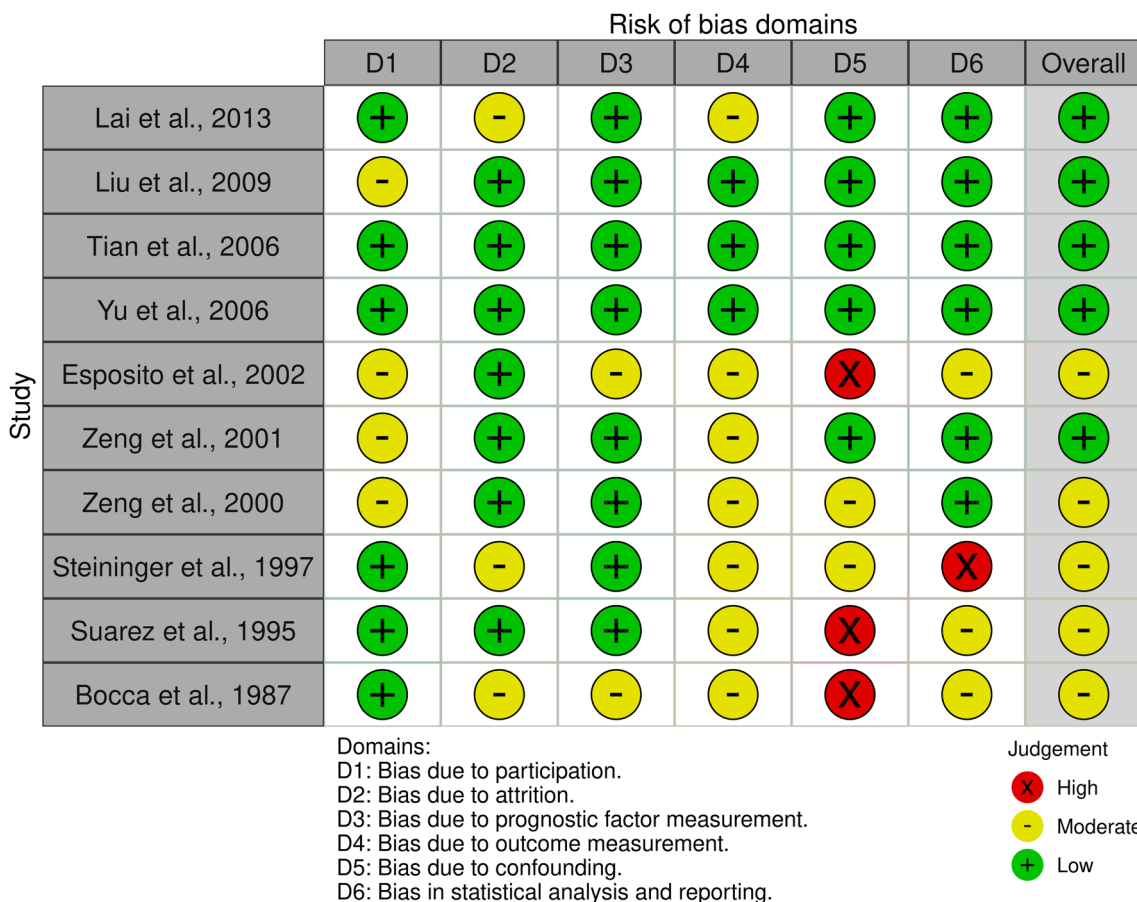 Risk of bias domains
D1 D2 D3 D4 D5 D6 Overall
Study
Lai et al., 2013 + - + - + + +
Liu et al., 2009 - + + + + + +
Tian et al., 2006 + + + + + + +
Yu et al., 2006 + + + + + + +
Esposito et al., 2002 - + - - X - -
Zeng et al., 2001 - + + - + + +
Zeng et al., 2000 - + + - - + -
Steininger et al., 1997 + - + - - X -
Suarez et al., 1995 + + + - X - -
Bocca et al., 1987 + - - - X - -
Domains:
D1: Bias due to participation.
D2: Bias due to attrition.
D3: Bias due to prognostic factor measurement.
D4: Bias due to outcome measurement.
D5: Bias due to confounding.
D6: Bias in statistical analysis and reporting.
Judgement
X High
- Moderate
+ Low